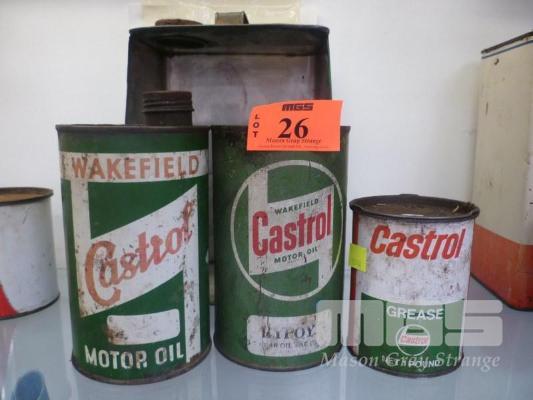 MGS
LOT
26
Mason Gray Strange
WAKEFIELD
Castrol
MOTOR OIL
WAKEFIELD
Castrol
MOTOR OIL
Castrol
GREASE
Castrol
POUND
MGS
Mason Gray Strange